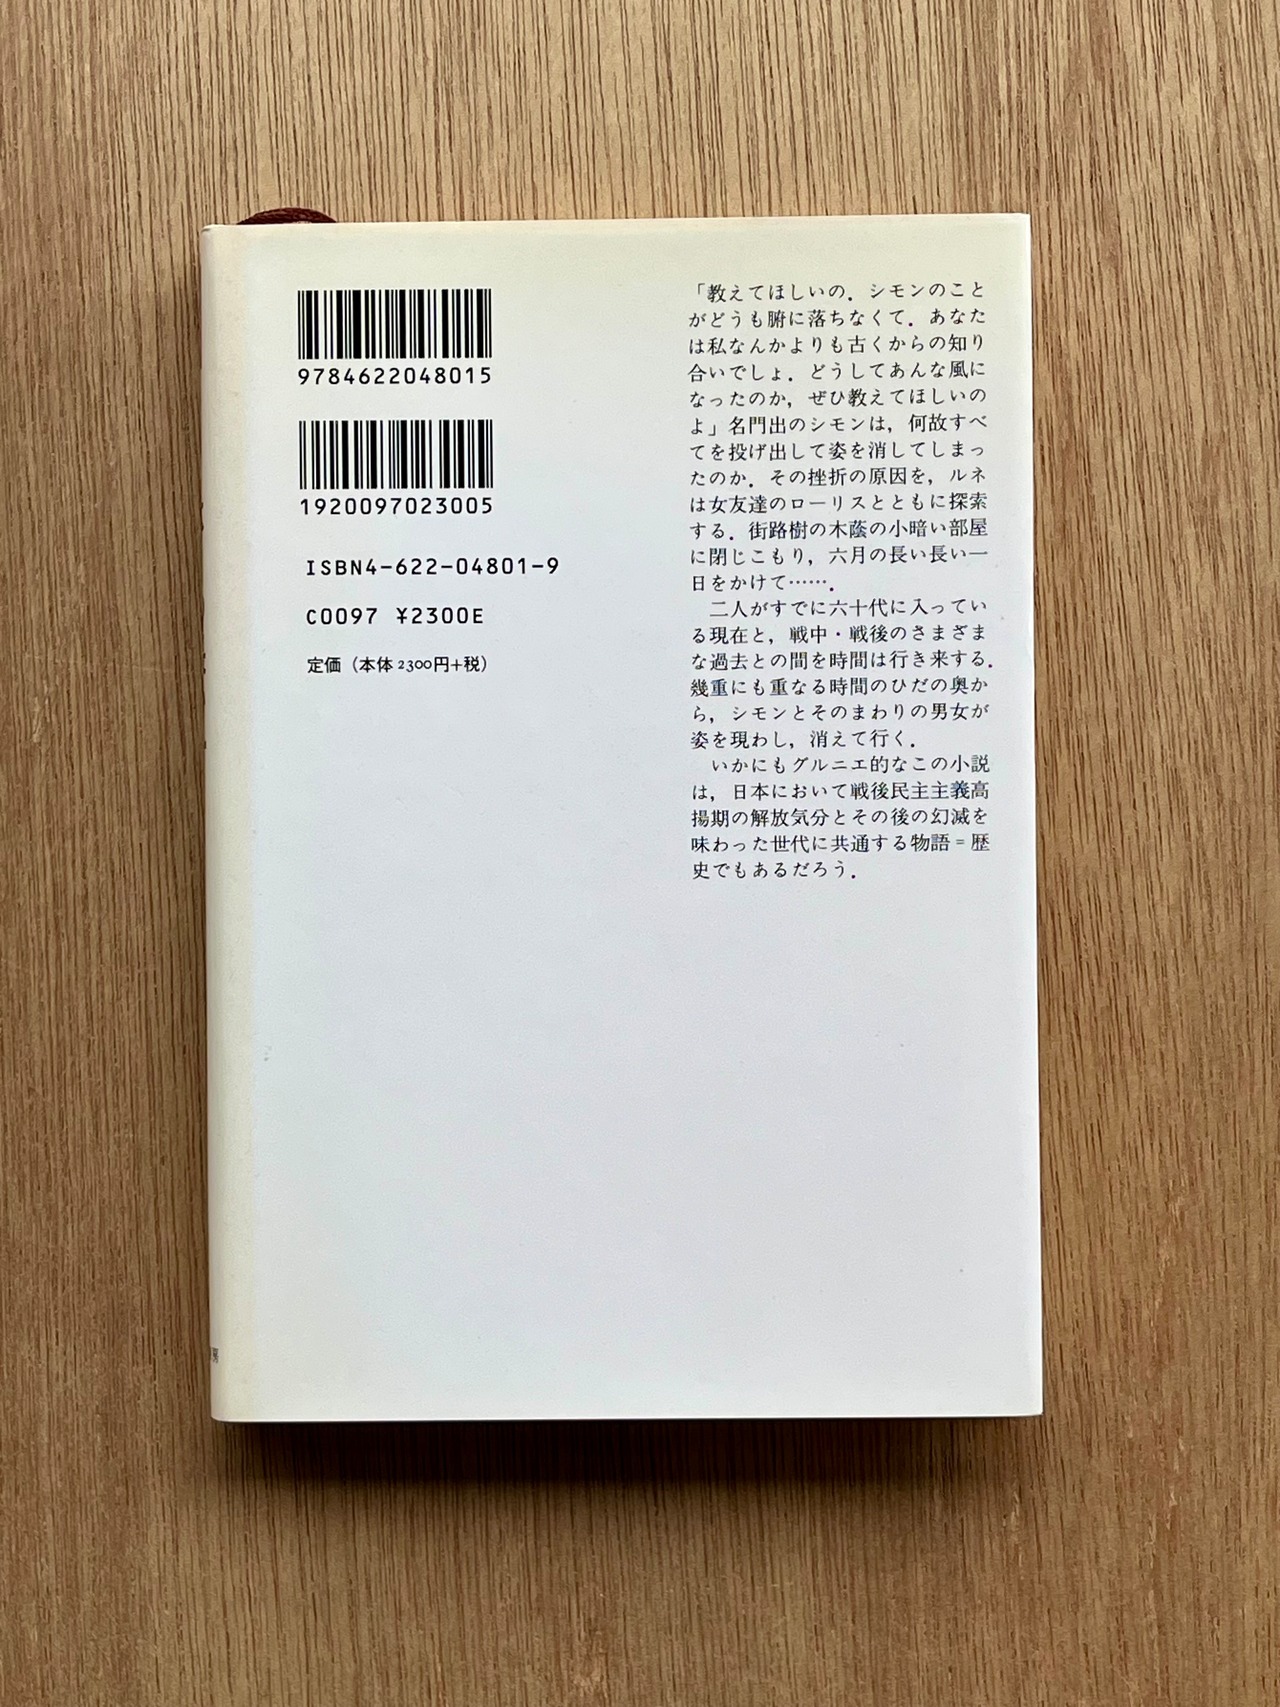 9784622048015
1920097023005
ISBN4-622-04801-9
C0097 ¥2300E
定価（本体2300円+税）
「教えてほしいの．シモンのこと
がどうも腑に落ちなくて．あなた
は私なんかよりも古くからの知り
合いでしょ．どうしてあんな風に
なったのか，ぜひ教えてほしいの
よ」名門出のシモンは，何故すべ
てを投げ出して姿を消してしまっ
たのか．その挫折の原因を，ルネ
は女友達のローリスとともに探索
する．街路樹の木蔭の小暗い部屋
に閉じこもり，六月の長い長い一
日をかけて……．
　二人がすでに六十代に入ってい
る現在と，戦中・戦後のさまざま
な過去との間を時間は行き来する．
幾重にも重なる時間のひだの奥か
ら，シモンとそのまわりの男女が
姿を現わし，消えて行く．
　いかにもグルニエ的なこの小説
は，日本において戦後民主主義高
揚期の解放気分とその後の幻滅を
味わった世代に共通する物語＝歴
史でもあるだろう．